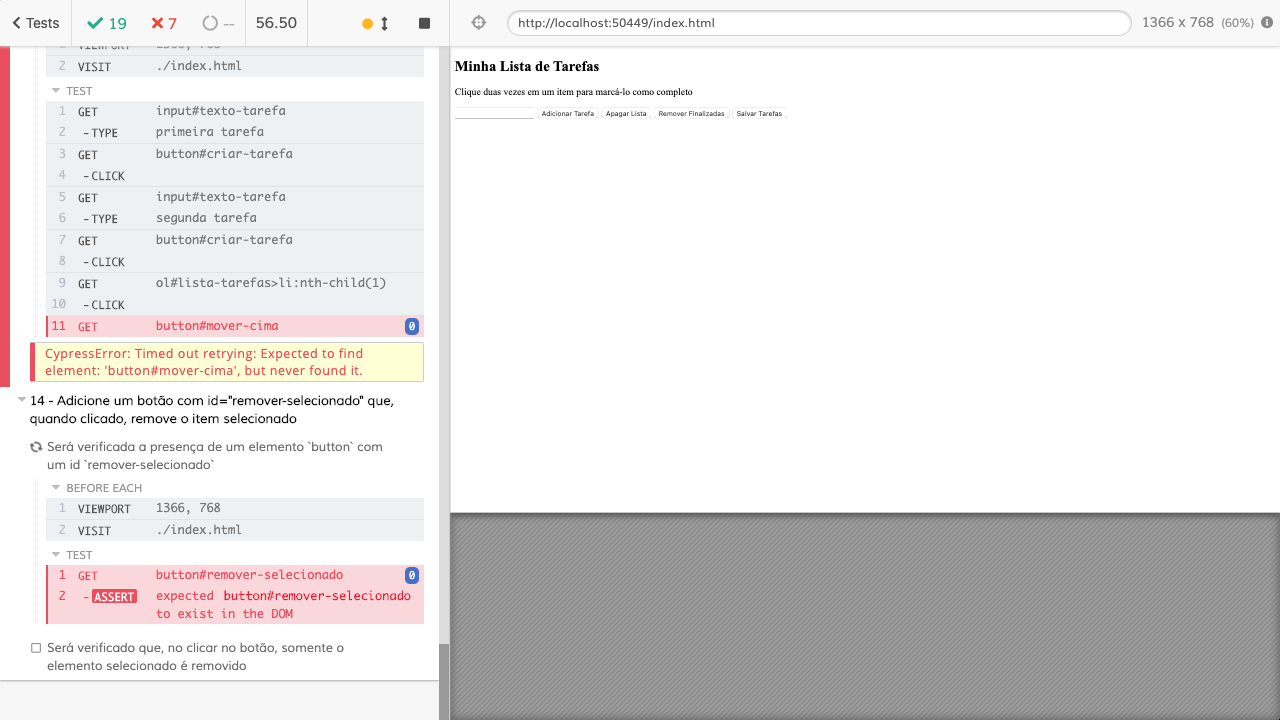 Tests 19 7 -- 56.50
http://localhost:50449/index.html 1366 x 768 (60%)
1 VIEWPORT 1366, 768
2 VISIT ./index.html
TEST
1 GET input#texto-tarefa
2 -TYPE primeira tarefa
3 GET button#criar-tarefa
4 -CLICK
5 GET input#texto-tarefa
6 -TYPE segunda tarefa
7 GET button#criar-tarefa
8 -CLICK
9 GET ol#lista-tarefas>li:nth-child(1)
10 -CLICK
11 GET button#mover-cima 0
CypressError: Timed out retrying: Expected to find
element: 'button#mover-cima', but never found it.
14 - Adicione um botão com id="remover-selecionado" que,
quando clicado, remove o item selecionado
Será verificada a presença de um elemento `button` com
um id `remover-selecionado`
BEFORE EACH
1 VIEWPORT 1366, 768
2 VISIT ./index.html
TEST
1 GET button#remover-selecionado 0
2 -ASSERT expected button#remover-selecionado
to exist in the DOM
Será verificado que, no clicar no botão, somente o
elemento selecionado é removido
Minha Lista de Tarefas
Clique duas vezes em um item para marcá-lo como completo
Adicionar Tarefa Apagar Lista Remover Finalizadas Salvar Tarefas